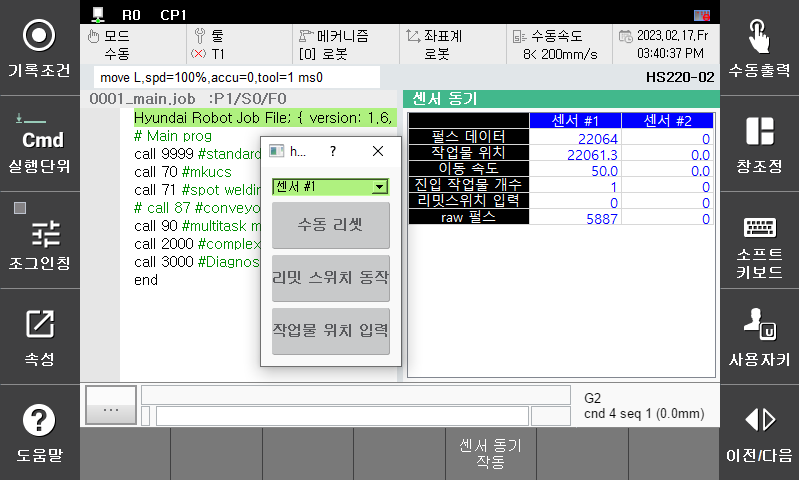 R0 CP1
기록조건
모드
수동
툴
T1
메커니즘
[0] 로봇
좌표계
로봇
수동속도
8< 200mm/s
2023,02,17,Fr
03:40:37 PM
수동출력
move L,spd=100%,accu=0,tool=1 ms0
HS220-02
0001_main.job :P1/S0/F0
센서 동기
Cmd
실행단위
Hyundai Robot Job File; { version: 1,6,
# Main prog
call 9999 #standard
call 70 #mkucs
call 71 #spot weldin
# call 87 #conveyo
call 90 #multitask m
call 2000 #complex
call 3000 #Diagnos
end
h...
?
센서 #1
수동 리셋
리밋 스위치 동작
작업물 위치 입력
센서 #1 센서 #2
펄스 데이터 22064 0
작업물 위치 22061.3 0.0
이동 속도 50.0 0.0
진입 작업물 개수 1 0
리밋스위치 입력 0 0
raw 펄스 5887 0
창조정
조그인칭
소프트
키보드
속성
사용자키
...
G2
cnd 4 seq 1 (0.0mm)
도움말
센서 동기
작동
이전/다음
U